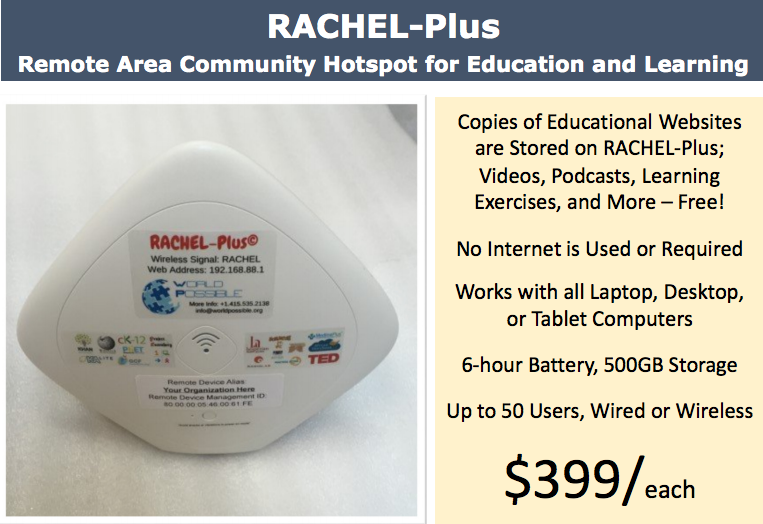 RACHEL-Plus
Remote Area Community Hotspot for Education and Learning
RACHEL-Plus©
Wireless Signal: RACHEL
Web Address: 192.168.88.1
WORLD
POSSIBLE
More info: +1.415.535.2138
info@worldpossible.org
CK-12
PhET
La
TED
Remote Device Alias
Your Organization Here
Remote Device Management ID:
Copies of Educational Websites
are Stored on RACHEL-Plus;
Videos, Podcasts, Learning
Exercises, and More – Free!
No Internet is Used or Required
Works with all Laptop, Desktop,
or Tablet Computers
6-hour Battery, 500GB Storage
Up to 50 Users, Wired or Wireless
$399/each